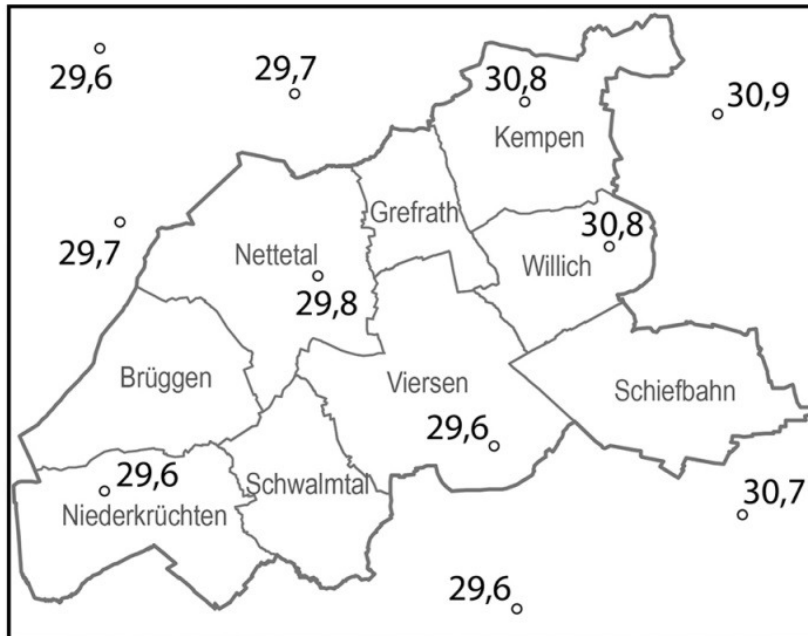 29,6
29,7
30,8
30,9
Kempen
Grefrath
29,7
Nettetal
30,8
Willich
29,8
Brüggen
Viersen
Schiefbahn
29,6
29,6
Schwalmtal
Niederkrüchten
30,7
29,6